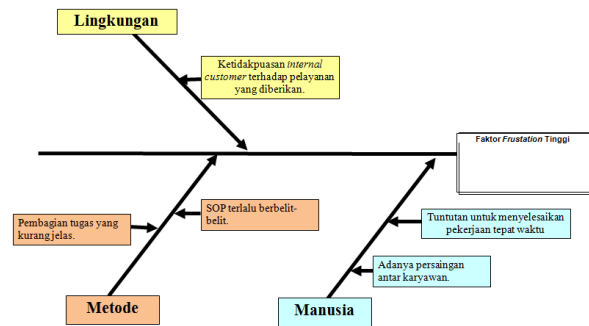 Lingkungan
Ketidakpuasan internal
customer terhadap pelayanan
yang diberikan.
Faktor Frustation Tinggi
SOP terlalu berbelit-
belit.
Pembagian tugas yang
kurang jelas.
Tuntutan untuk menyelesaikan
pekerjaan tepat waktu
Adanya persaingan
antar karyawan.
Metode
Manusia